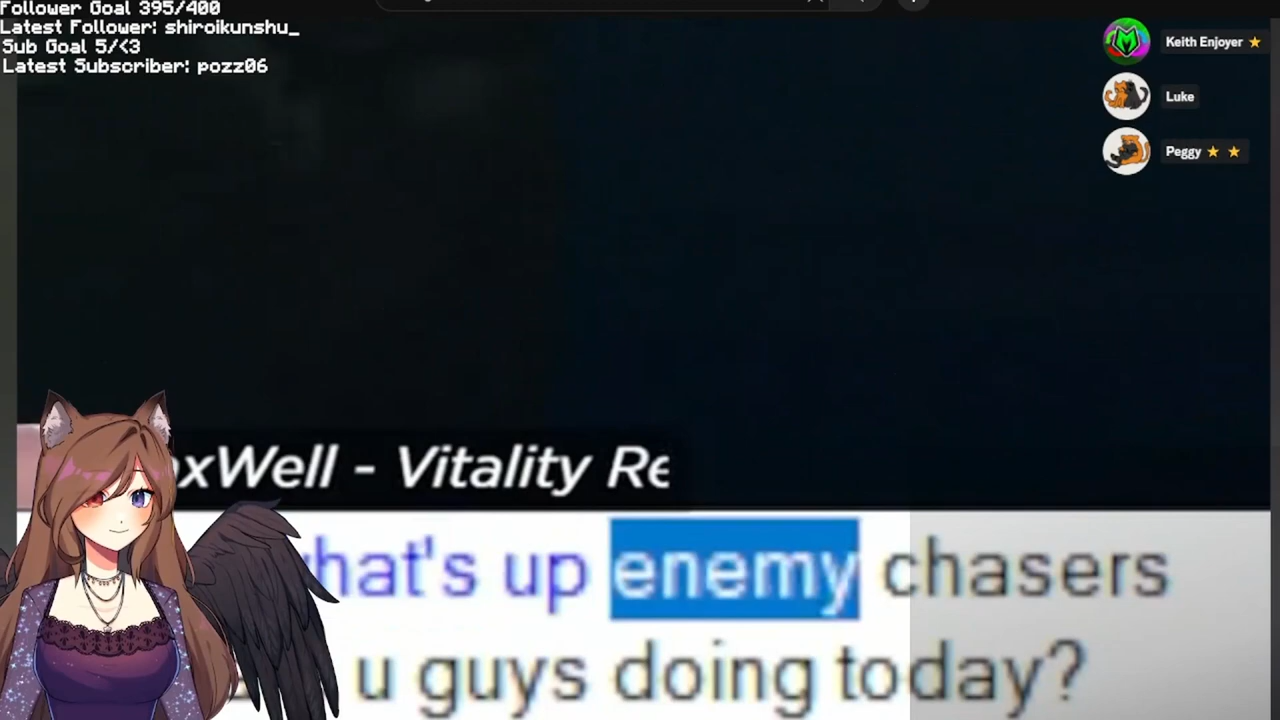 Follower Goal 395/400
Latest Follower: shiroikunshu_
Sub Goal 5/<3
Latest Subscriber: pozz06
Keith Enjoyer
Luke
Peggy
oxWell - Vitality Re
hat's up enemy chasers
u guys doing today?